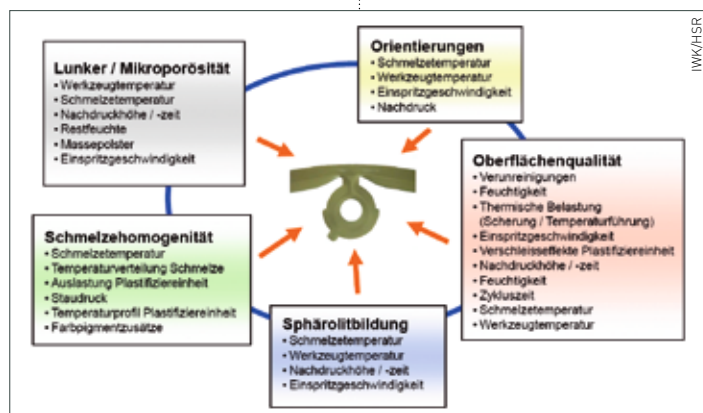 IWK/HSR
Lunker / Mikroporösität
• Werkzeugtemperatur
• Schmelzetemperatur
• Nachdruckhöhe / -zeit
• Restfeuchte
• Massepolster
• Einspritzgeschwindigkeit
Orientierungen
• Schmelzetemperatur
• Werkzeugtemperatur
• Einspritzgeschwindigkeit
• Nachdruck
Oberflächenqualität
• Verunreinigungen
• Feuchtigkeit
• Thermische Belastung
(Scherung / Temperaturführung)
• Einspritzgeschwindigkeit
• Verschleisseffekte Plastifiziereinheit
• Nachdruckhöhe / -zeit
• Feuchtigkeit
• Zykluszeit
• Schmelzetemperatur
• Werkzeugtemperatur
Schmelzehomogenität
• Schmelzetemperatur
• Temperaturverteilung Schmelze
• Auslastung Plastifiziereinheit
• Staudruck
• Temperaturprofil Plastifiziereinheit
• Farbpigmentzusätze
Sphärolitbildung
• Schmelzetemperatur
• Werkzeugtemperatur
• Nachdruckhöhe / -zeit
• Einspritzgeschwindigkeit